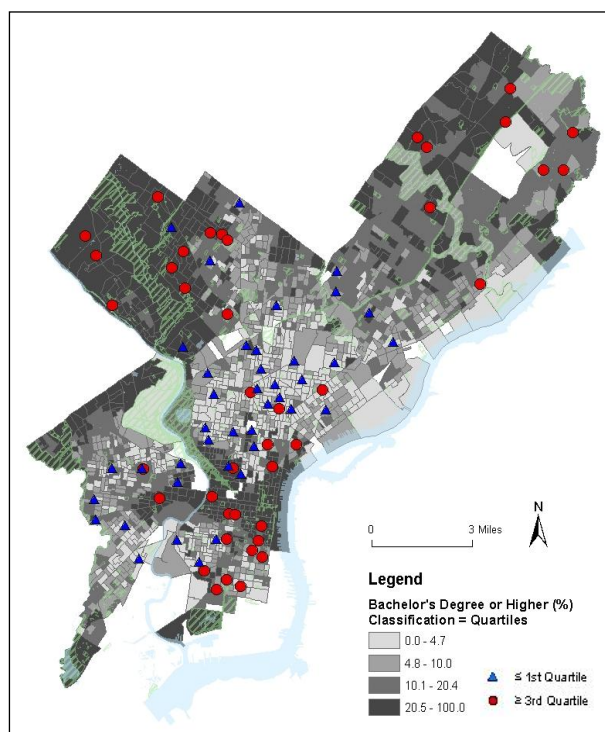 N
0 3 Miles
Legend
Bachelor's Degree or Higher (%)
Classification = Quartiles
0.0 - 4.7
4.8 - 10.0
10.1 - 20.4
20.5 - 100.0
≤ 1st Quartile
≥ 3rd Quartile